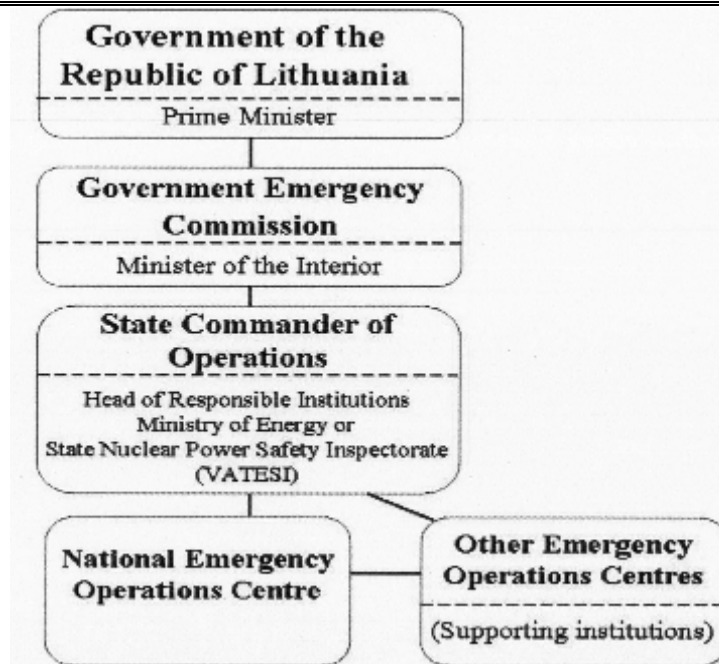 Government of the
Republic of Lithuania
Prime Minister
Government Emergency
Commission
Minister of the Interior
State Commander of
Operations
Head of Responsible Institutions
Ministry of Energy or
State Nuclear Power Safety Inspectorate
(VATESI)
National Emergency
Operations Centre
Other Emergency
Operations Centres
(Supporting institutions)